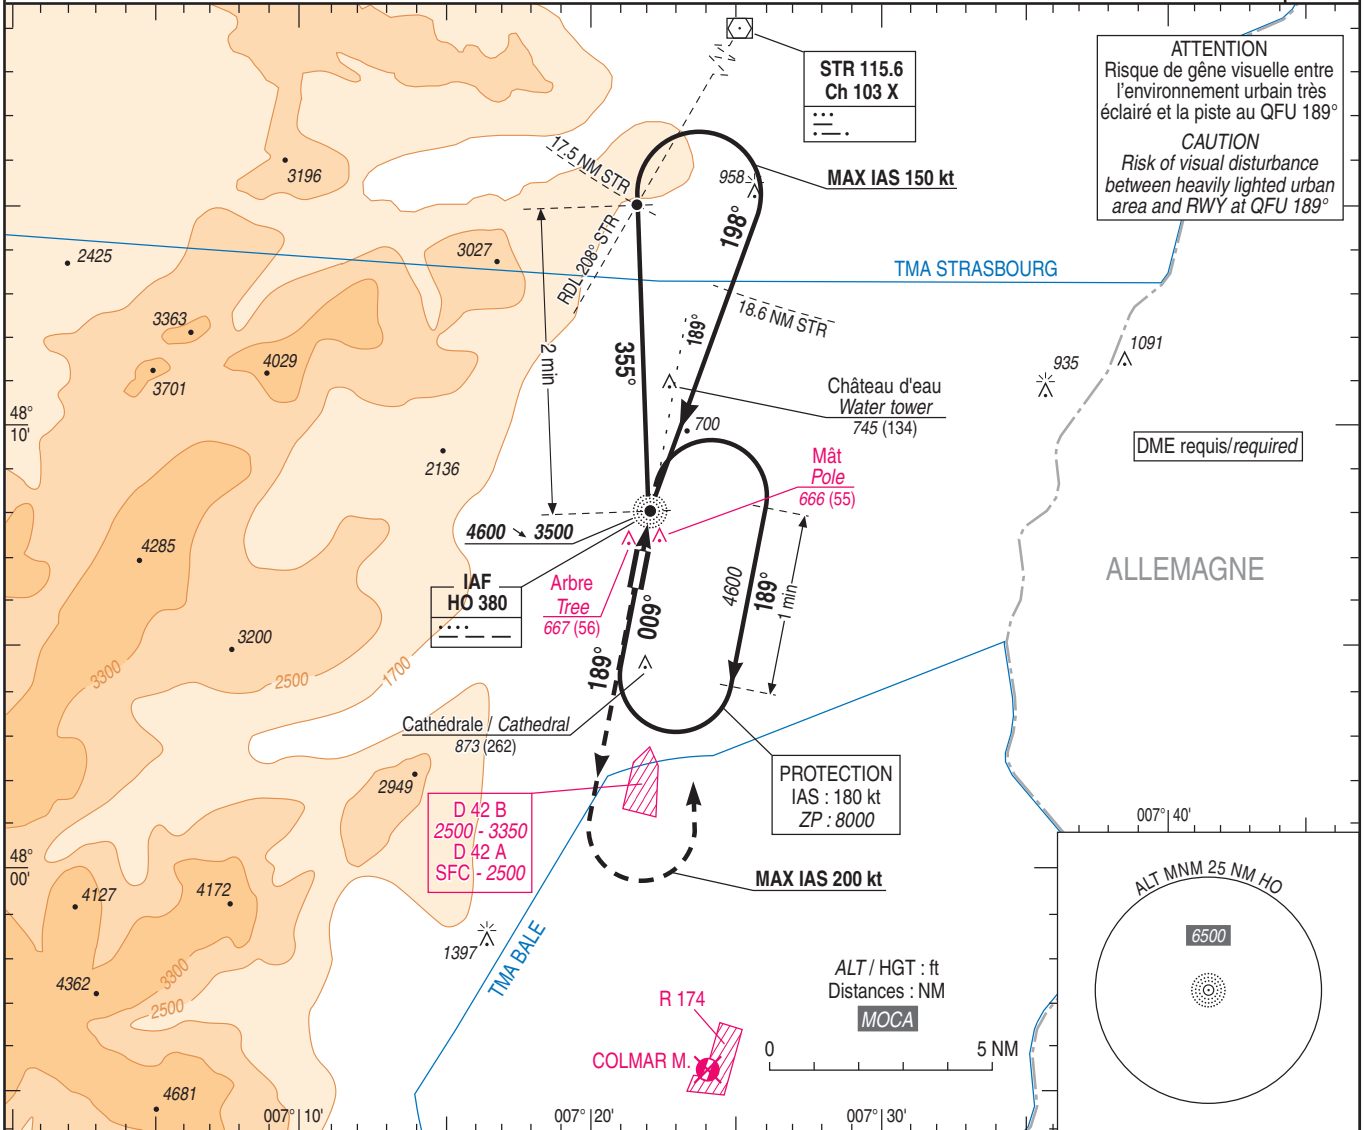 STR 115.6
Ch 103 X
ATTENTION
Risque de gêne visuelle entre
l'environnement urbain très
éclairé et la piste au QFU 189°
CAUTION
Risk of visual disturbance
between heavily lighted urban
area and RWY at QFU 189°
17.5 NM STR
3196
958
MAX IAS 150 kt
198°
RDL 208° STR
2425
3027
TMA STRASBOURG
3363
18.6 NM STR
189°
355°
2 min
4029
3701
935
1091
Château d'eau
Water tower
745 (134)
48°
10'
700
2136
DME requis/required
Mât
Pole
666 (55)
4600 ↘ 3500
4285
ALLEMAGNE
IAF
HO 380
Arbre
Tree
667 (56)
009°
4600
189°
1 min
3200
3300
2500
1700
189°
Cathédrale / Cathedral
873 (262)
2949
PROTECTION
IAS : 180 kt
ZP : 8000
D 42 B
2500 - 3350
D 42 A
SFC - 2500
007° 40'
48°
00'
MAX IAS 200 kt
4127
4172
ALT MNM 25 NM HO
6500
1397
TMA BALE
4362
3300
2500
ALT / HGT : ft
Distances : NM
MOCA
R 174
COLMAR M.
0
5 NM
4681
007° 10'
007° 20'
007° 30'